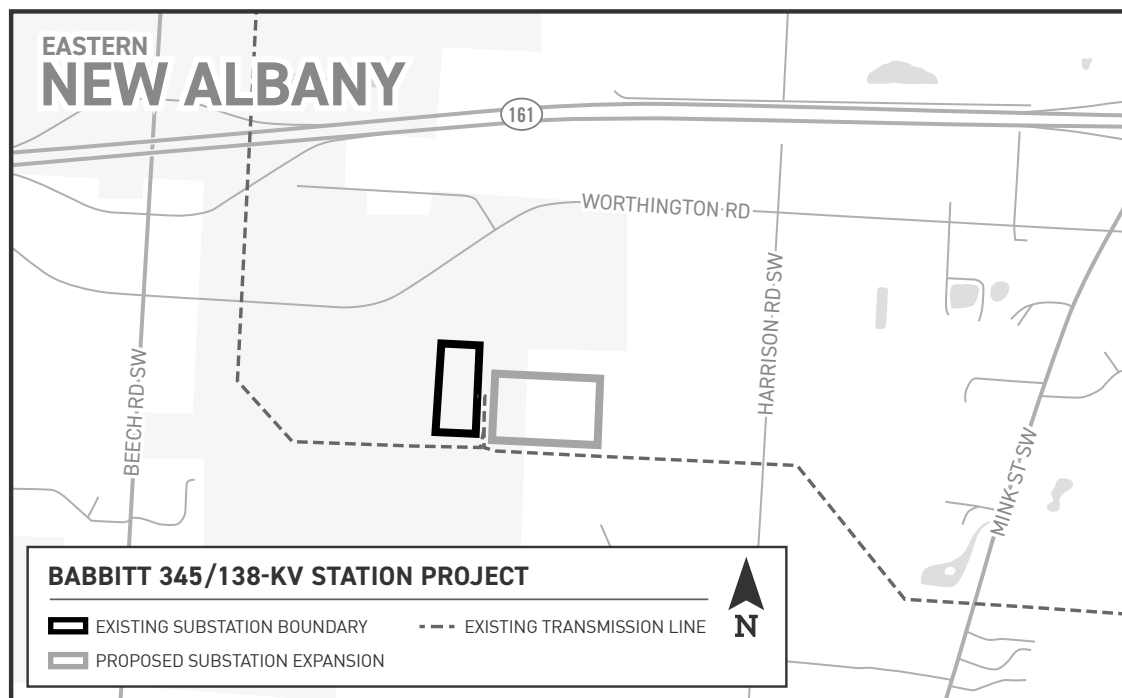 EASTERN
NEW ALBANY
161
WORTHINGTON RD
HARRISON RD SW
BEECH RD SW
MINK ST SW
BABBITT 345/138-KV STATION PROJECT
EXISTING SUBSTATION BOUNDARY
EXISTING TRANSMISSION LINE
PROPOSED SUBSTATION EXPANSION
N